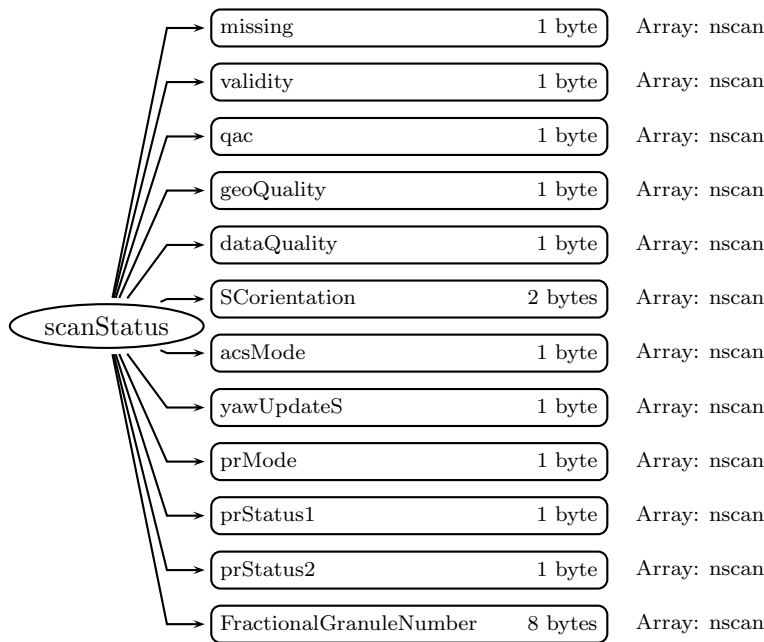 missing 1 byte Array: nscan
validity 1 byte Array: nscan
qac 1 byte Array: nscan
geoQuality 1 byte Array: nscan
dataQuality 1 byte Array: nscan
SCorientation 2 bytes Array: nscan
scanStatus
acsMode 1 byte Array: nscan
yawUpdateS 1 byte Array: nscan
prMode 1 byte Array: nscan
prStatus1 1 byte Array: nscan
prStatus2 1 byte Array: nscan
FractionalGranuleNumber 8 bytes Array: nscan